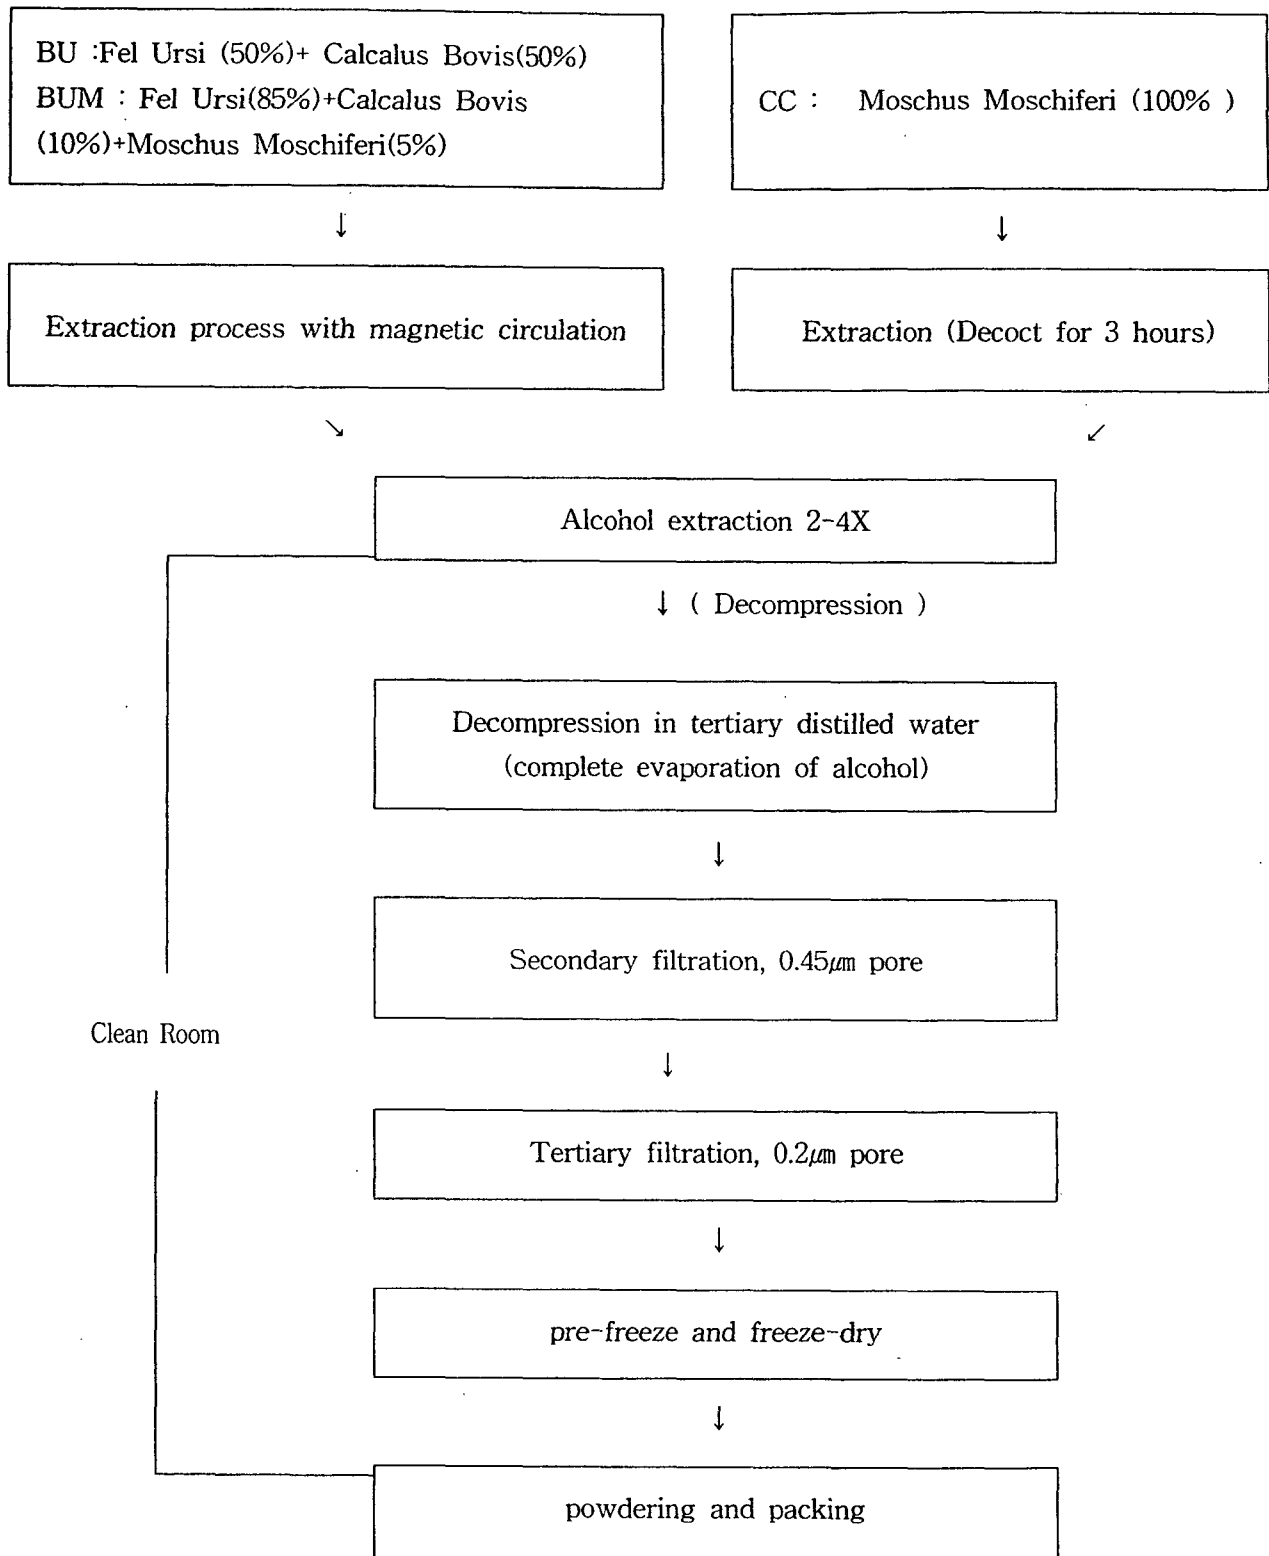 BU :Fel Ursi (50%)+ Calcalus Bovis(50%)
BUM : Fel Ursi(85%)+Calcalus Bovis
(10%)+Moschus Moschiferi(5%)
CC : Moschus Moschiferi (100% )
↓
↓
Extraction process with magnetic circulation
Extraction (Decoct for 3 hours)
↘
↙
Alcohol extraction 2-4X
↓ ( Decompression )
Decompression in tertiary distilled water
(complete evaporation of alcohol)
↓
Secondary filtration, 0.45㎛ pore
Clean Room
↓
Tertiary filtration, 0.2㎛ pore
↓
pre-freeze and freeze-dry
↓
powdering and packing